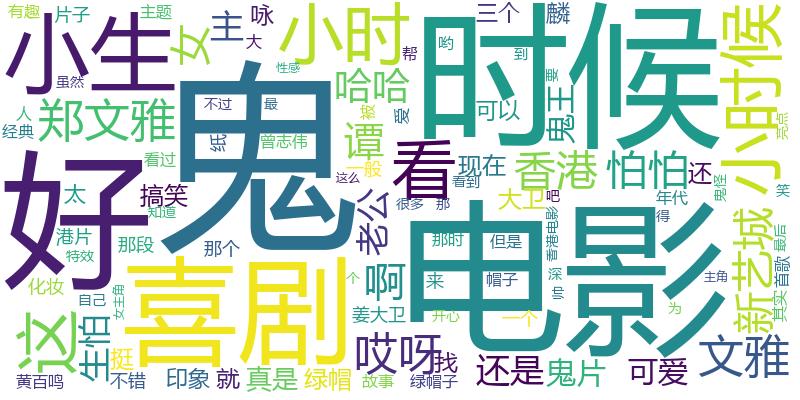 有趣
片子
主题
女
主
咏
大
小时
三个
麟
时候
小时候
小生
虽然
性感
帮
哟
到
要
亮点
人
经典
郑文雅
不过
最
哈哈
被
爱
可以
鬼王
鬼
纸
曾志伟
谭
一般
看
现在
香港
怕怕
还
鬼怪
笑
好
看过
太
搞笑
知道
这么
看到
大卫
吧
年代
得
老公
很多
那
港片
特效
那段
那个
电影
那时
但是
香港电影
新艺城
最后
首歌
其实
化妆
自己
女主角
喜剧
个
啊
来
帽子
深
帅
主角
为
这
生怕
挺
姜大卫
开心
一个
哎呀
找
还是
鬼片
可爱
文雅
黄百鸣
不错
印象
就
真是
绿帽
故事
绿帽子